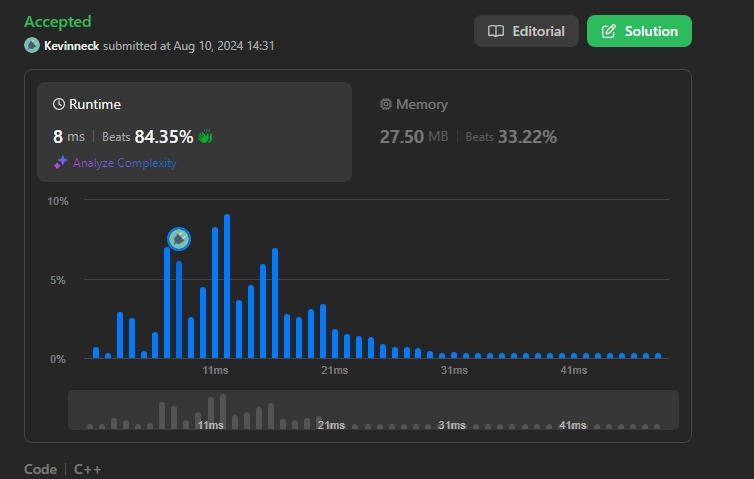 Accepted
Kevinneck submitted at Aug 10, 2024 14:31
Editorial
Solution
Runtime
8 ms | Beats 84.35%
Analyze Complexity
Memory
27.50 MB | Beats 33.22%
10%
5%
0%
11ms 21ms 31ms 41ms
11ms 21ms 31ms 41ms
Code | C++